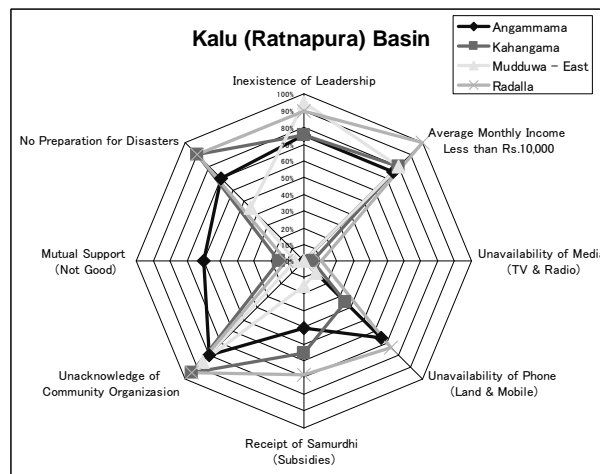 Kalu (Ratnapura) Basin
Angammama
Kahangama
Mudduwa - East
Radalla
Inexistence of Leadership
Average Monthly Income
Less than Rs.10,000
Unavailability of Media
(TV & Radio)
Unavailability of Phone
(Land & Mobile)
Receipt of Samurdhi
(Subsidies)
Unacknowledge of
Community Organizasion
Mutual Support
(Not Good)
No Preparation for Disasters
100%
90%
80%
70%
60%
50%
40%
30%
20%
10%
0%